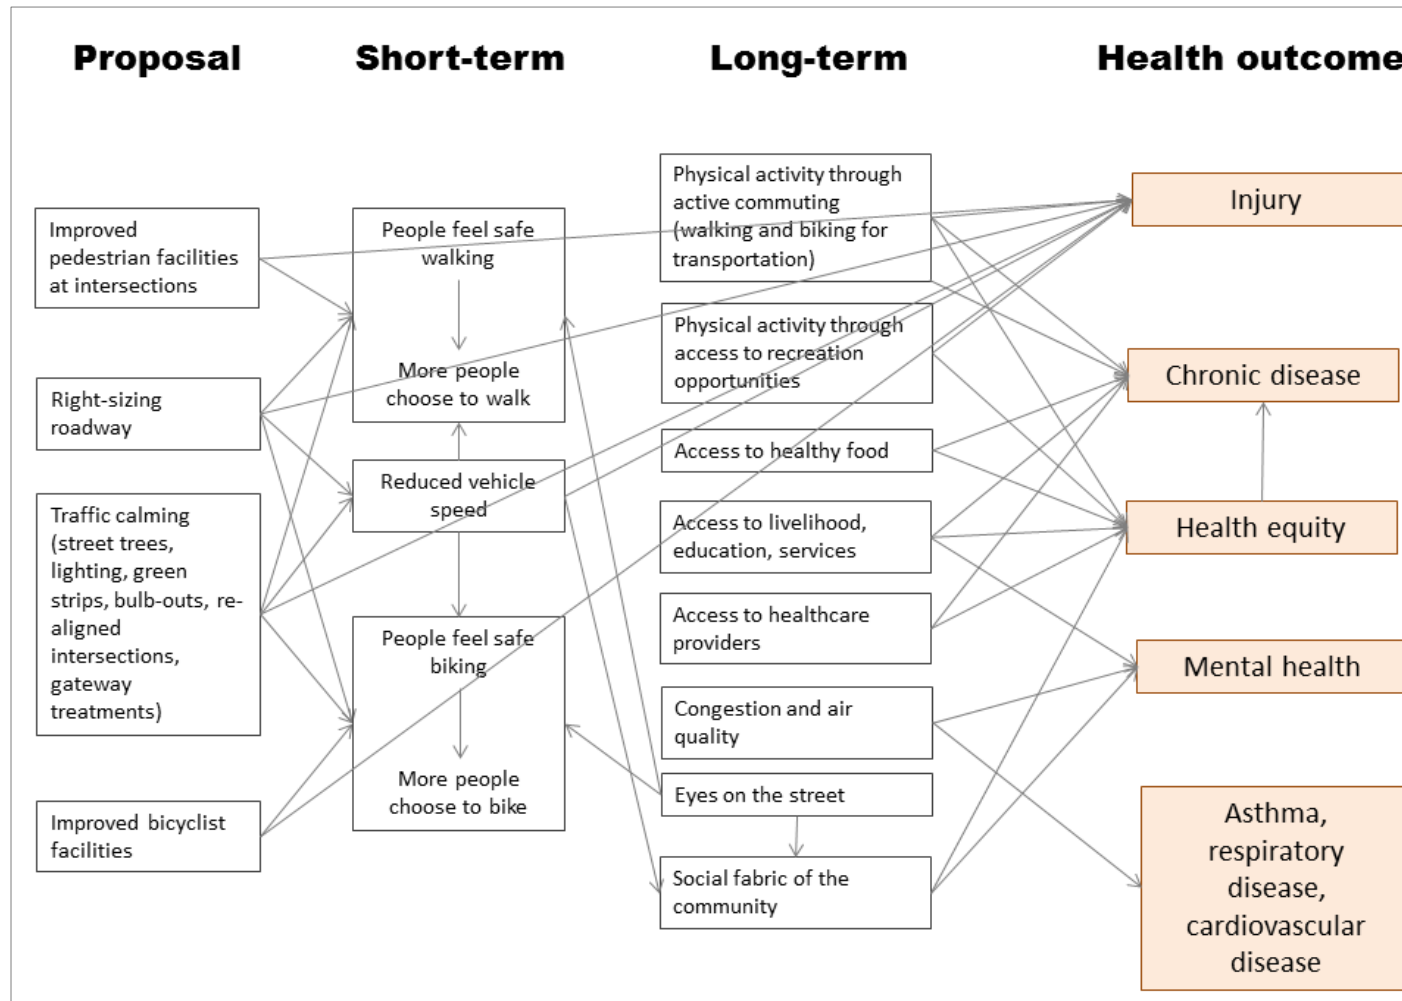 Proposal
Short-term
Long-term
Health outcome
Improved
pedestrian facilities
at intersections
Right-sizing
roadway
Traffic calming
(street trees,
lighting, green
strips, bulb-outs, re-
aligned
intersections,
gateway
treatments)
Improved bicyclist
facilities
People feel safe
walking
More people
choose to walk
Reduced vehicle
speed
People feel safe
biking
More people
choose to bike
Physical activity through
active commuting
(walking and biking for
transportation)
Physical activity through
access to recreation
opportunities
Access to healthy food
Access to livelihood,
education, services
Access to healthcare
providers
Congestion and air
quality
Eyes on the street
Social fabric of the
community
Injury
Chronic disease
Health equity
Mental health
Asthma,
respiratory
disease,
cardiovascular
disease